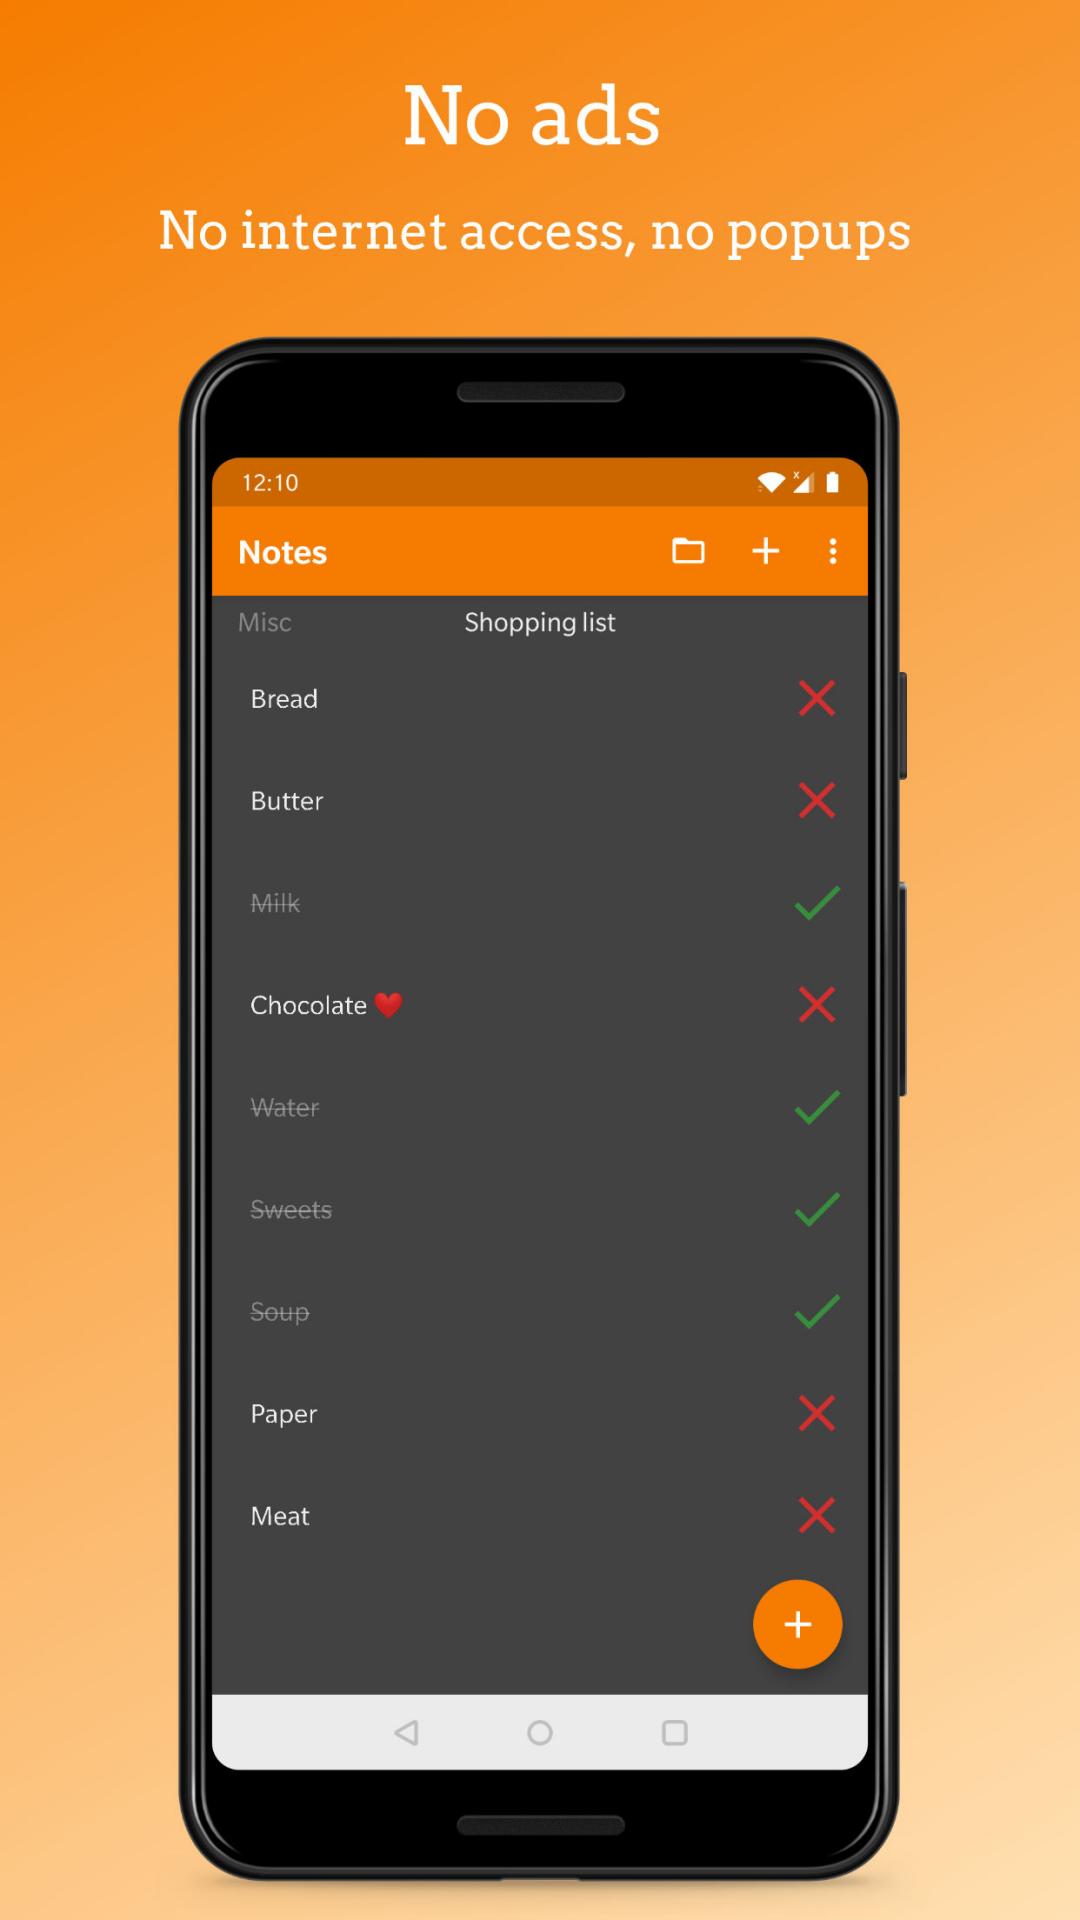 No ads
No internet access, no popups
12:10
Notes
Misc Shopping list
Bread
Butter
Milk
Chocolate ❤️
Water
Sweets
Soup
Paper
Meat